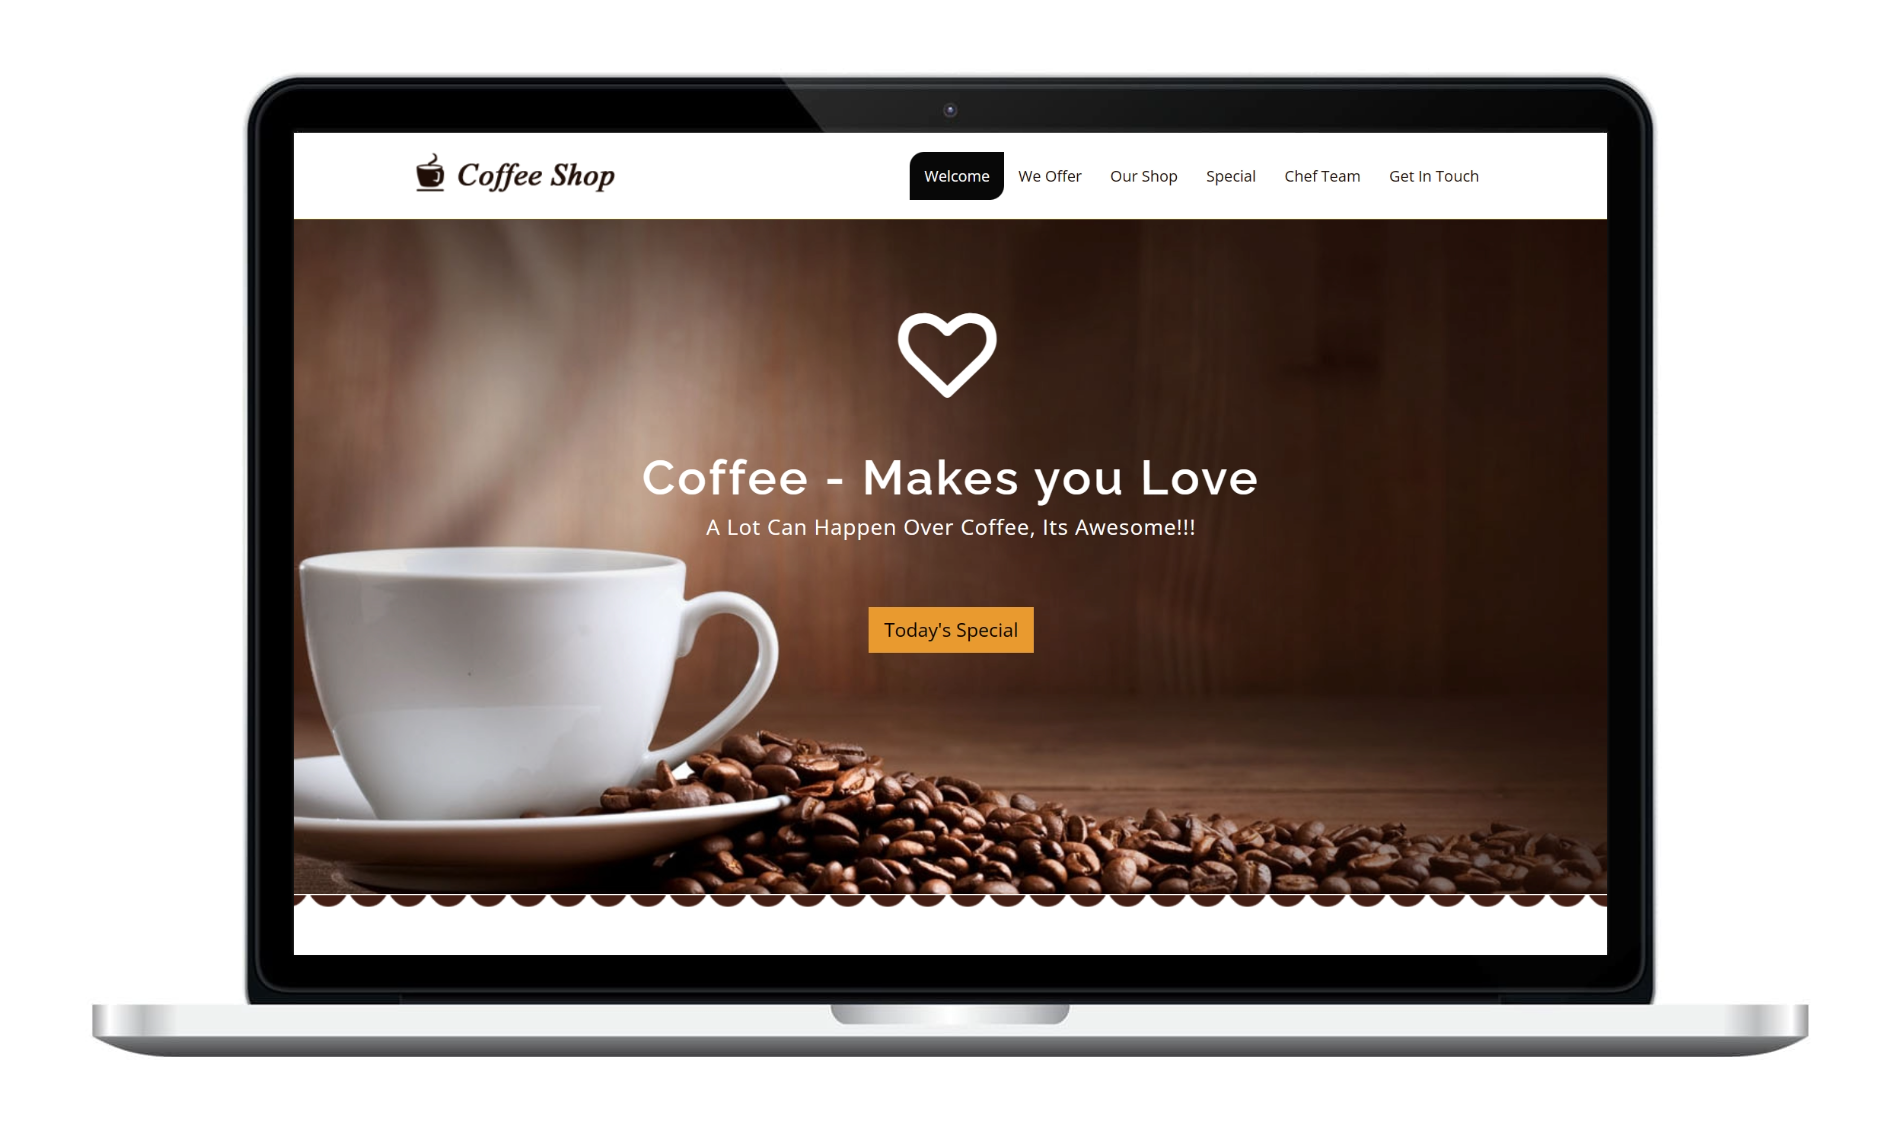 Coffee Shop
Welcome We Offer Our Shop Special Chef Team Get In Touch
Coffee - Makes you Love
A Lot Can Happen Over Coffee, Its Awesome!!!
Today's Special